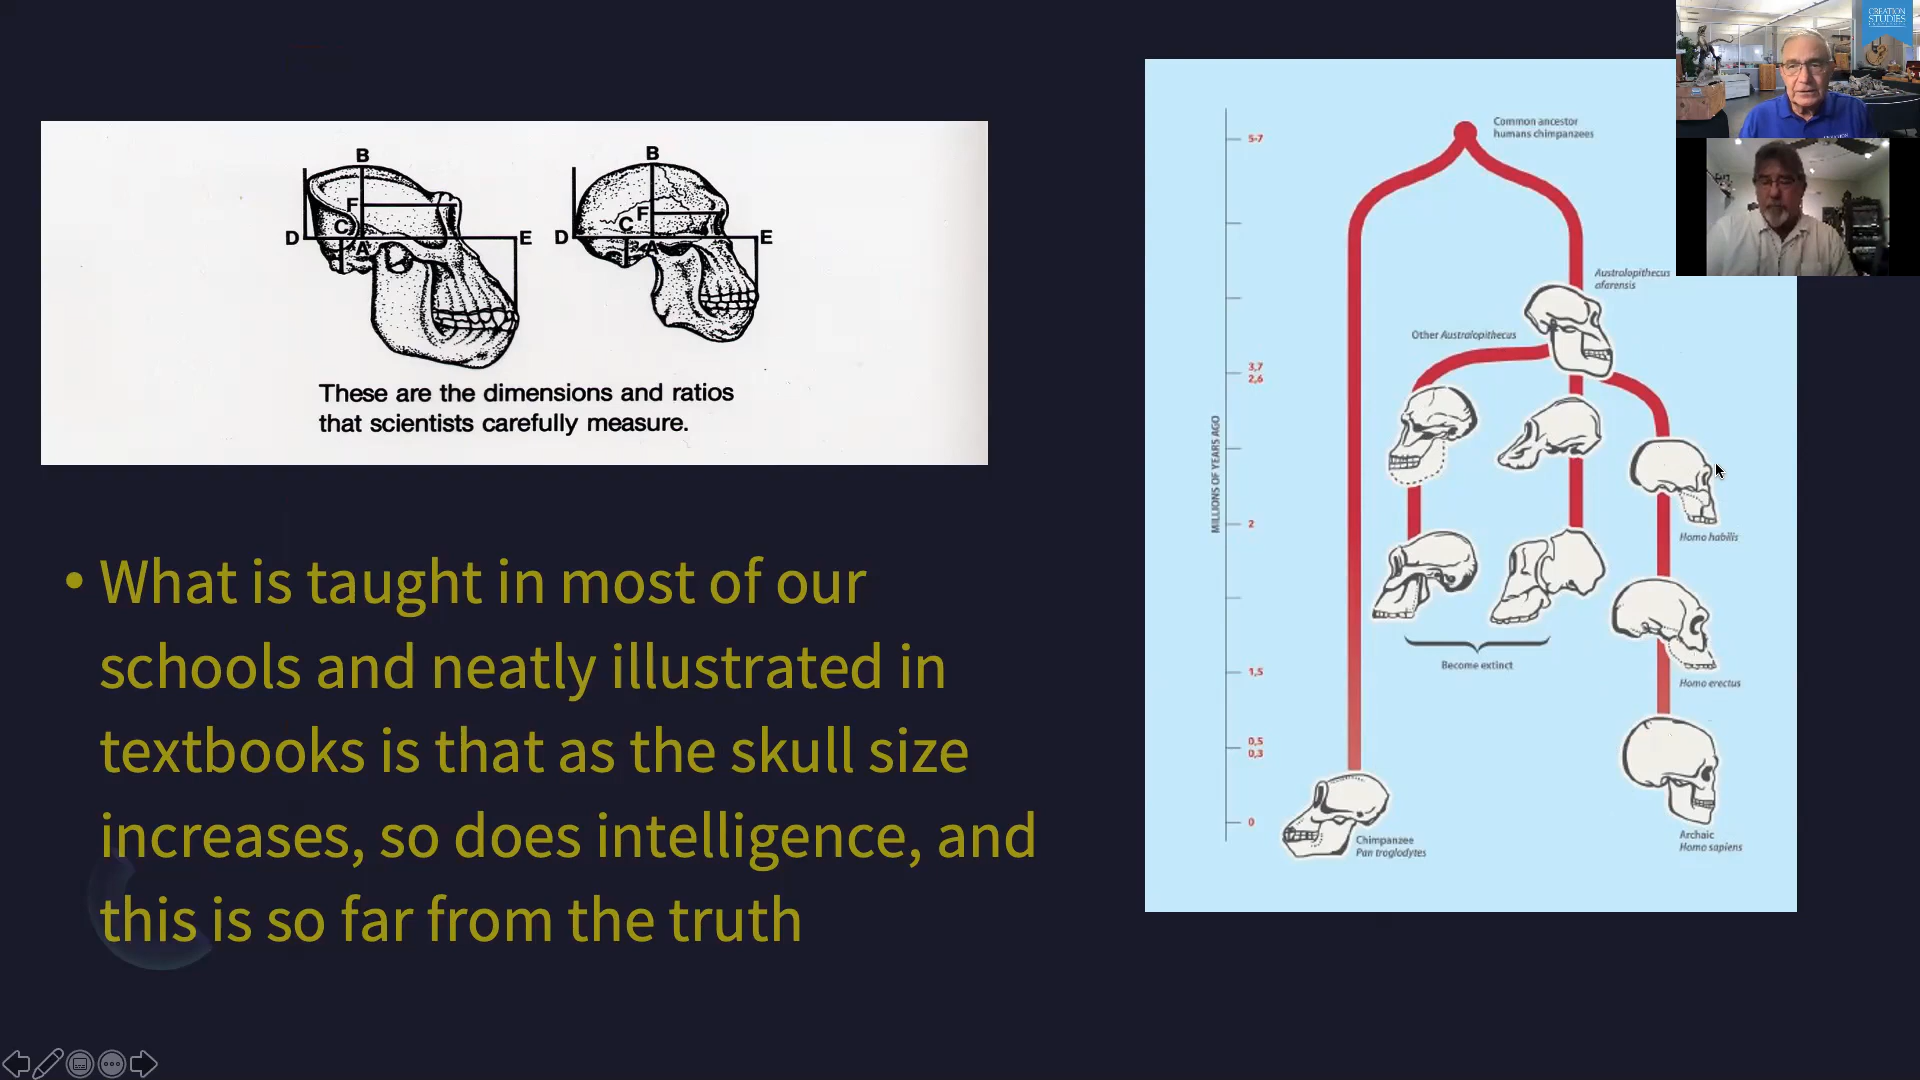 B
F
C
A
D
E
B
F
C
A
D
E
These are the dimensions and ratios
that scientists carefully measure.
• What is taught in most of our
schools and neatly illustrated in
textbooks is that as the skull size
increases, so does intelligence, and
this is so far from the truth
MILLIONS OF YEARS AGO
5-7
3,7
2,6
2
1,5
0,5
0,3
0
Common ancestor
humans chimpanzees
Australopithecus
afarensis
Other Australopithecus
Homo habilis
Become extinct
Homo erectus
Chimpanzee
Pan troglodytes
Archaic
Homo sapiens
CREATION
STUDIES